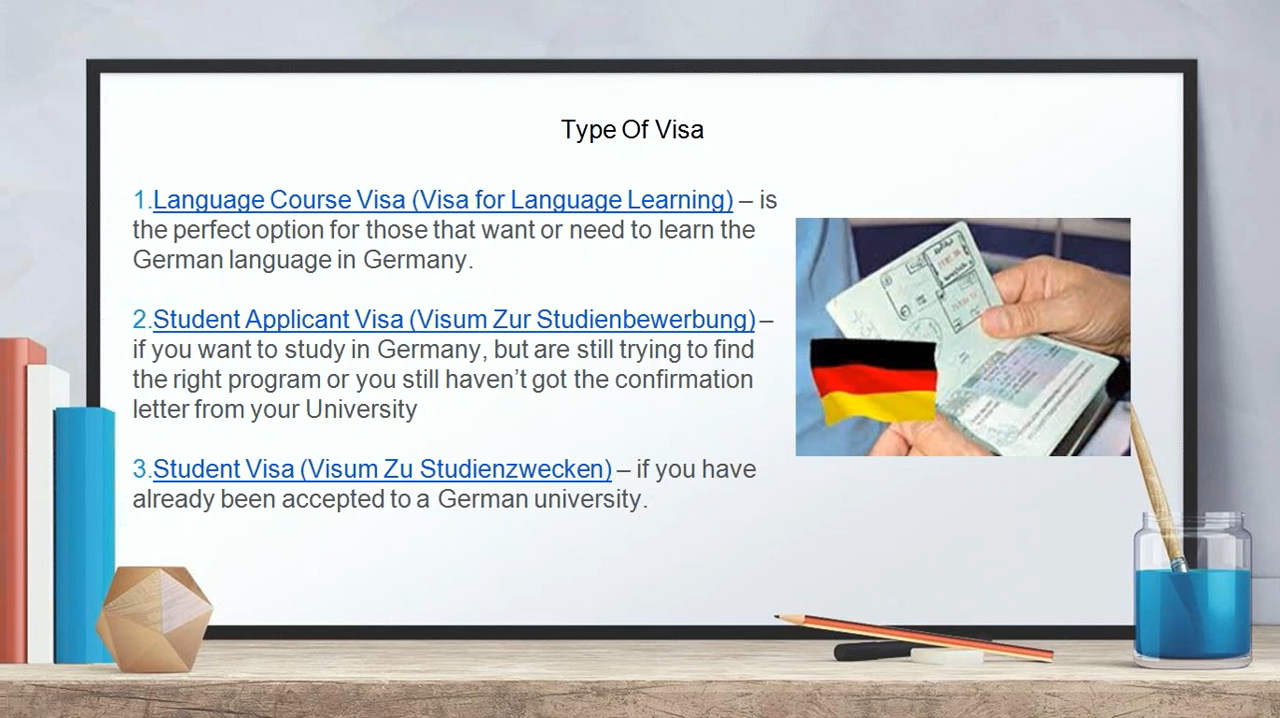 Type Of Visa
1.Language Course Visa (Visa for Language Learning) – is
the perfect option for those that want or need to learn the
German language in Germany.
2.Student Applicant Visa (Visum Zur Studienbewerbung) –
if you want to study in Germany, but are still trying to find
the right program or you still haven’t got the confirmation
letter from your University
3.Student Visa (Visum Zu Studienzwecken) – if you have
already been accepted to a German university.